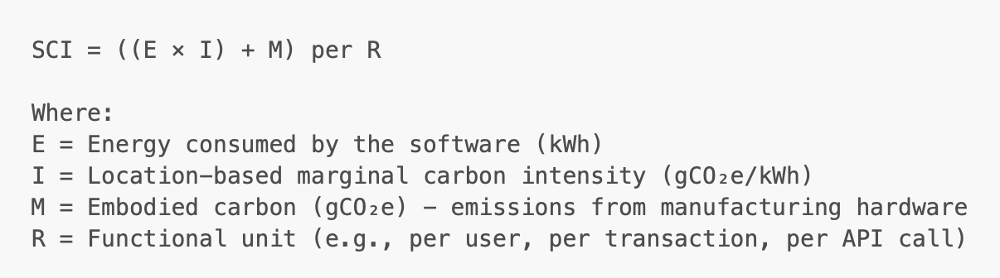 SCI = ((E × I) + M) per R
Where:
E = Energy consumed by the software (kWh)
I = Location-based marginal carbon intensity (gCO₂e/kWh)
M = Embodied carbon (gCO₂e) - emissions from manufacturing hardware
R = Functional unit (e.g., per user, per transaction, per API call)